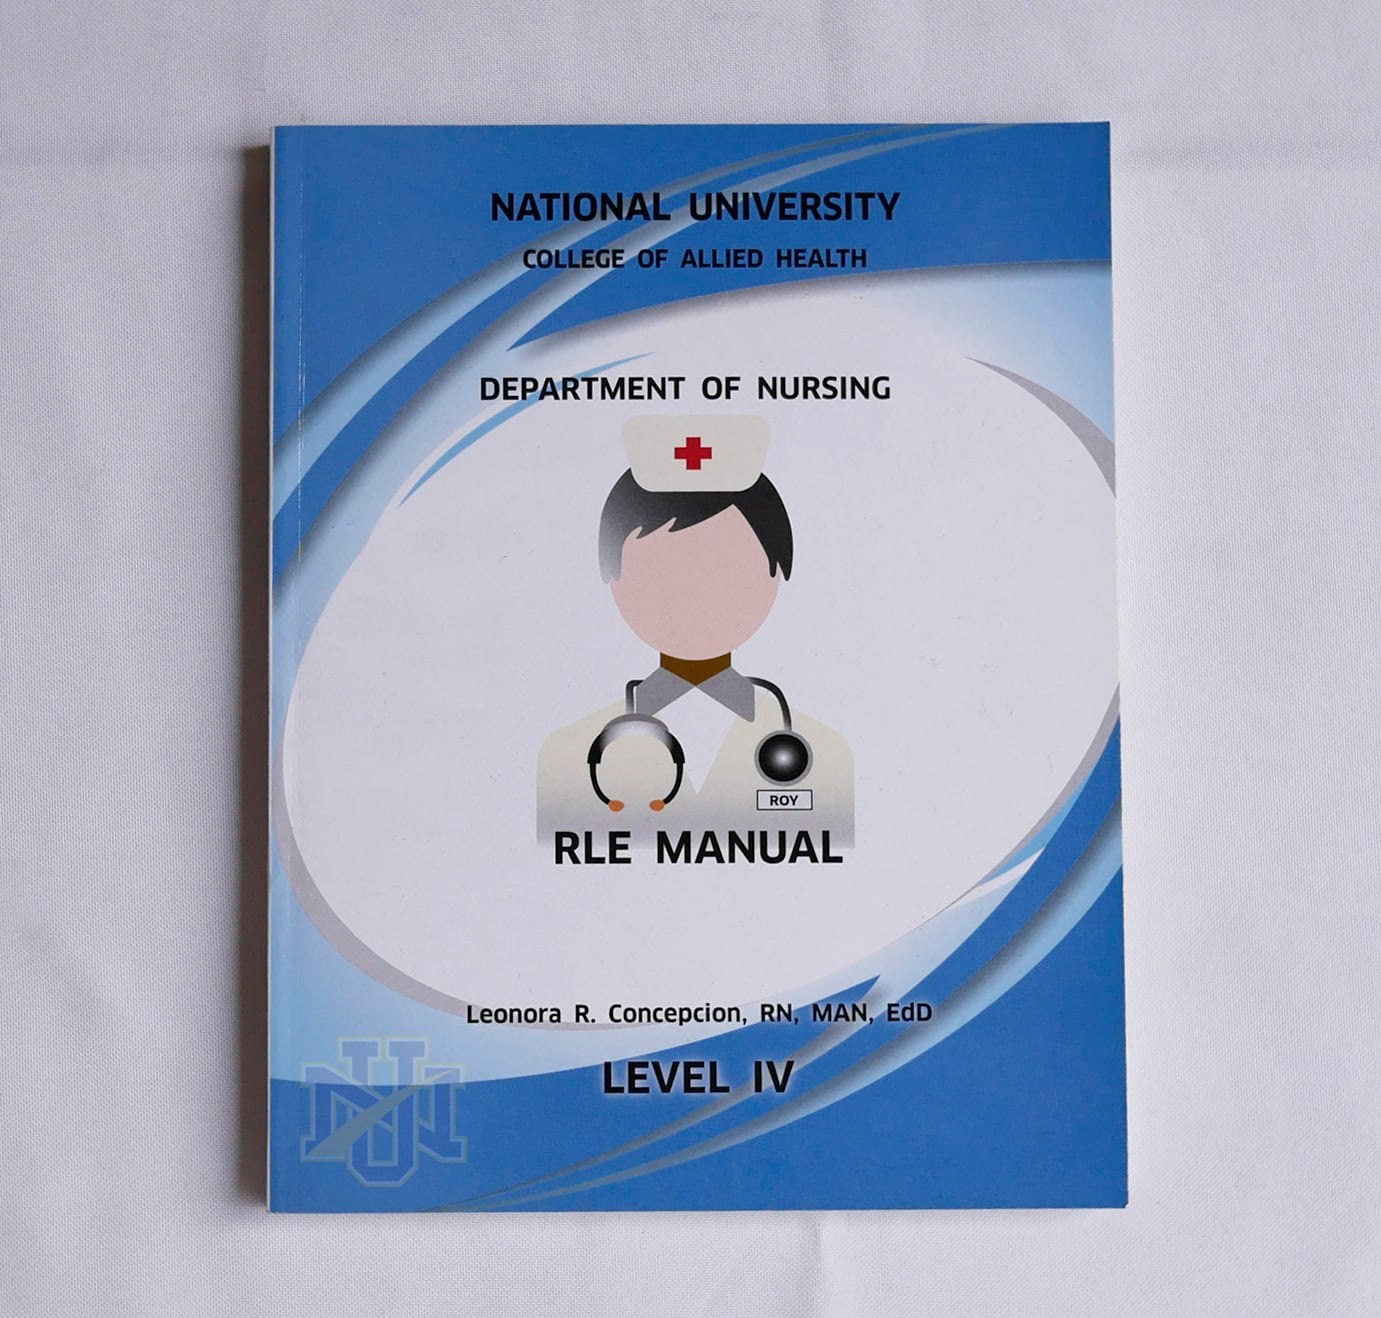 NATIONAL UNIVERSITY
COLLEGE OF ALLIED HEALTH
DEPARTMENT OF NURSING
ROY
RLE MANUAL
Leonora R. Concepcion, RN, MAN, EdD
LEVEL IV
NU